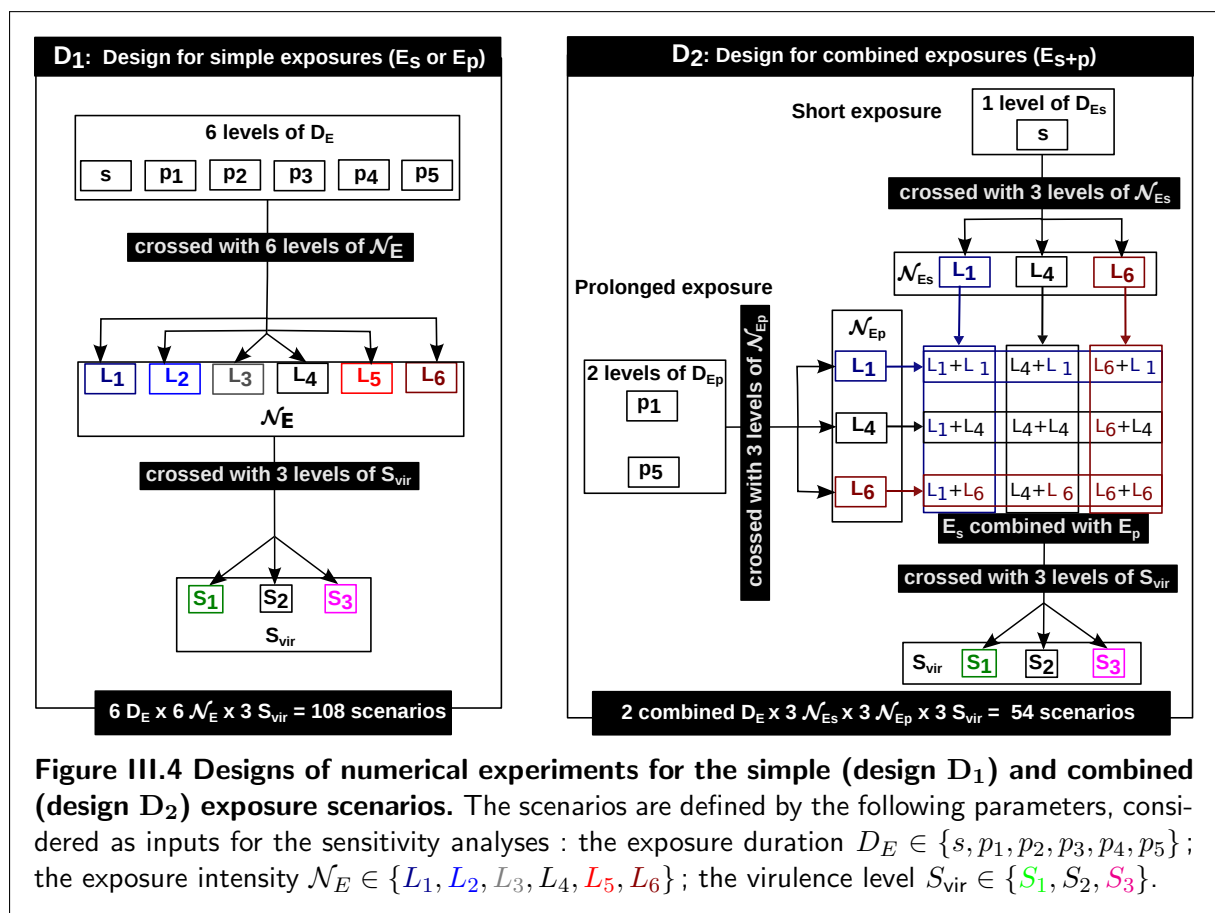 D1: Design for simple exposures (Es or Ep)
6 levels of DE
s p1 p2 p3 p4 p5
crossed with 6 levels of 𝒩E
L1 L2 L3 L4 L5 L6
𝒩E
crossed with 3 levels of Svir
S1 S2 S3
Svir
6 DE x 6 𝒩E x 3 Svir = 108 scenarios
D2: Design for combined exposures (Es+p)
Short exposure
1 level of DEs
s
crossed with 3 levels of 𝒩Es
𝒩Es L1 L4 L6
Prolonged exposure
2 levels of DEp
p1
p5
crossed with 3 levels of 𝒩Ep
𝒩Ep
L1 L1+L1 L4+L1 L6+L1
L4 L1+L4 L4+L4 L6+L4
L6 L1+L6 L4+L6 L6+L6
Es combined with Ep
crossed with 3 levels of Svir
Svir S1 S2 S3
2 combined DE x 3 𝒩Es x 3 𝒩Ep x 3 Svir = 54 scenarios
Figure III.4 Designs of numerical experiments for the simple (design D1) and combined
(design D2) exposure scenarios. The scenarios are defined by the following parameters, consi-
dered as inputs for the sensitivity analyses : the exposure duration DE ∈ {s, p1, p2, p3, p4, p5} ;
the exposure intensity 𝒩E ∈ {L1, L2, L3, L4, L5, L6} ; the virulence level Svir ∈ {S1, S2, S3}.